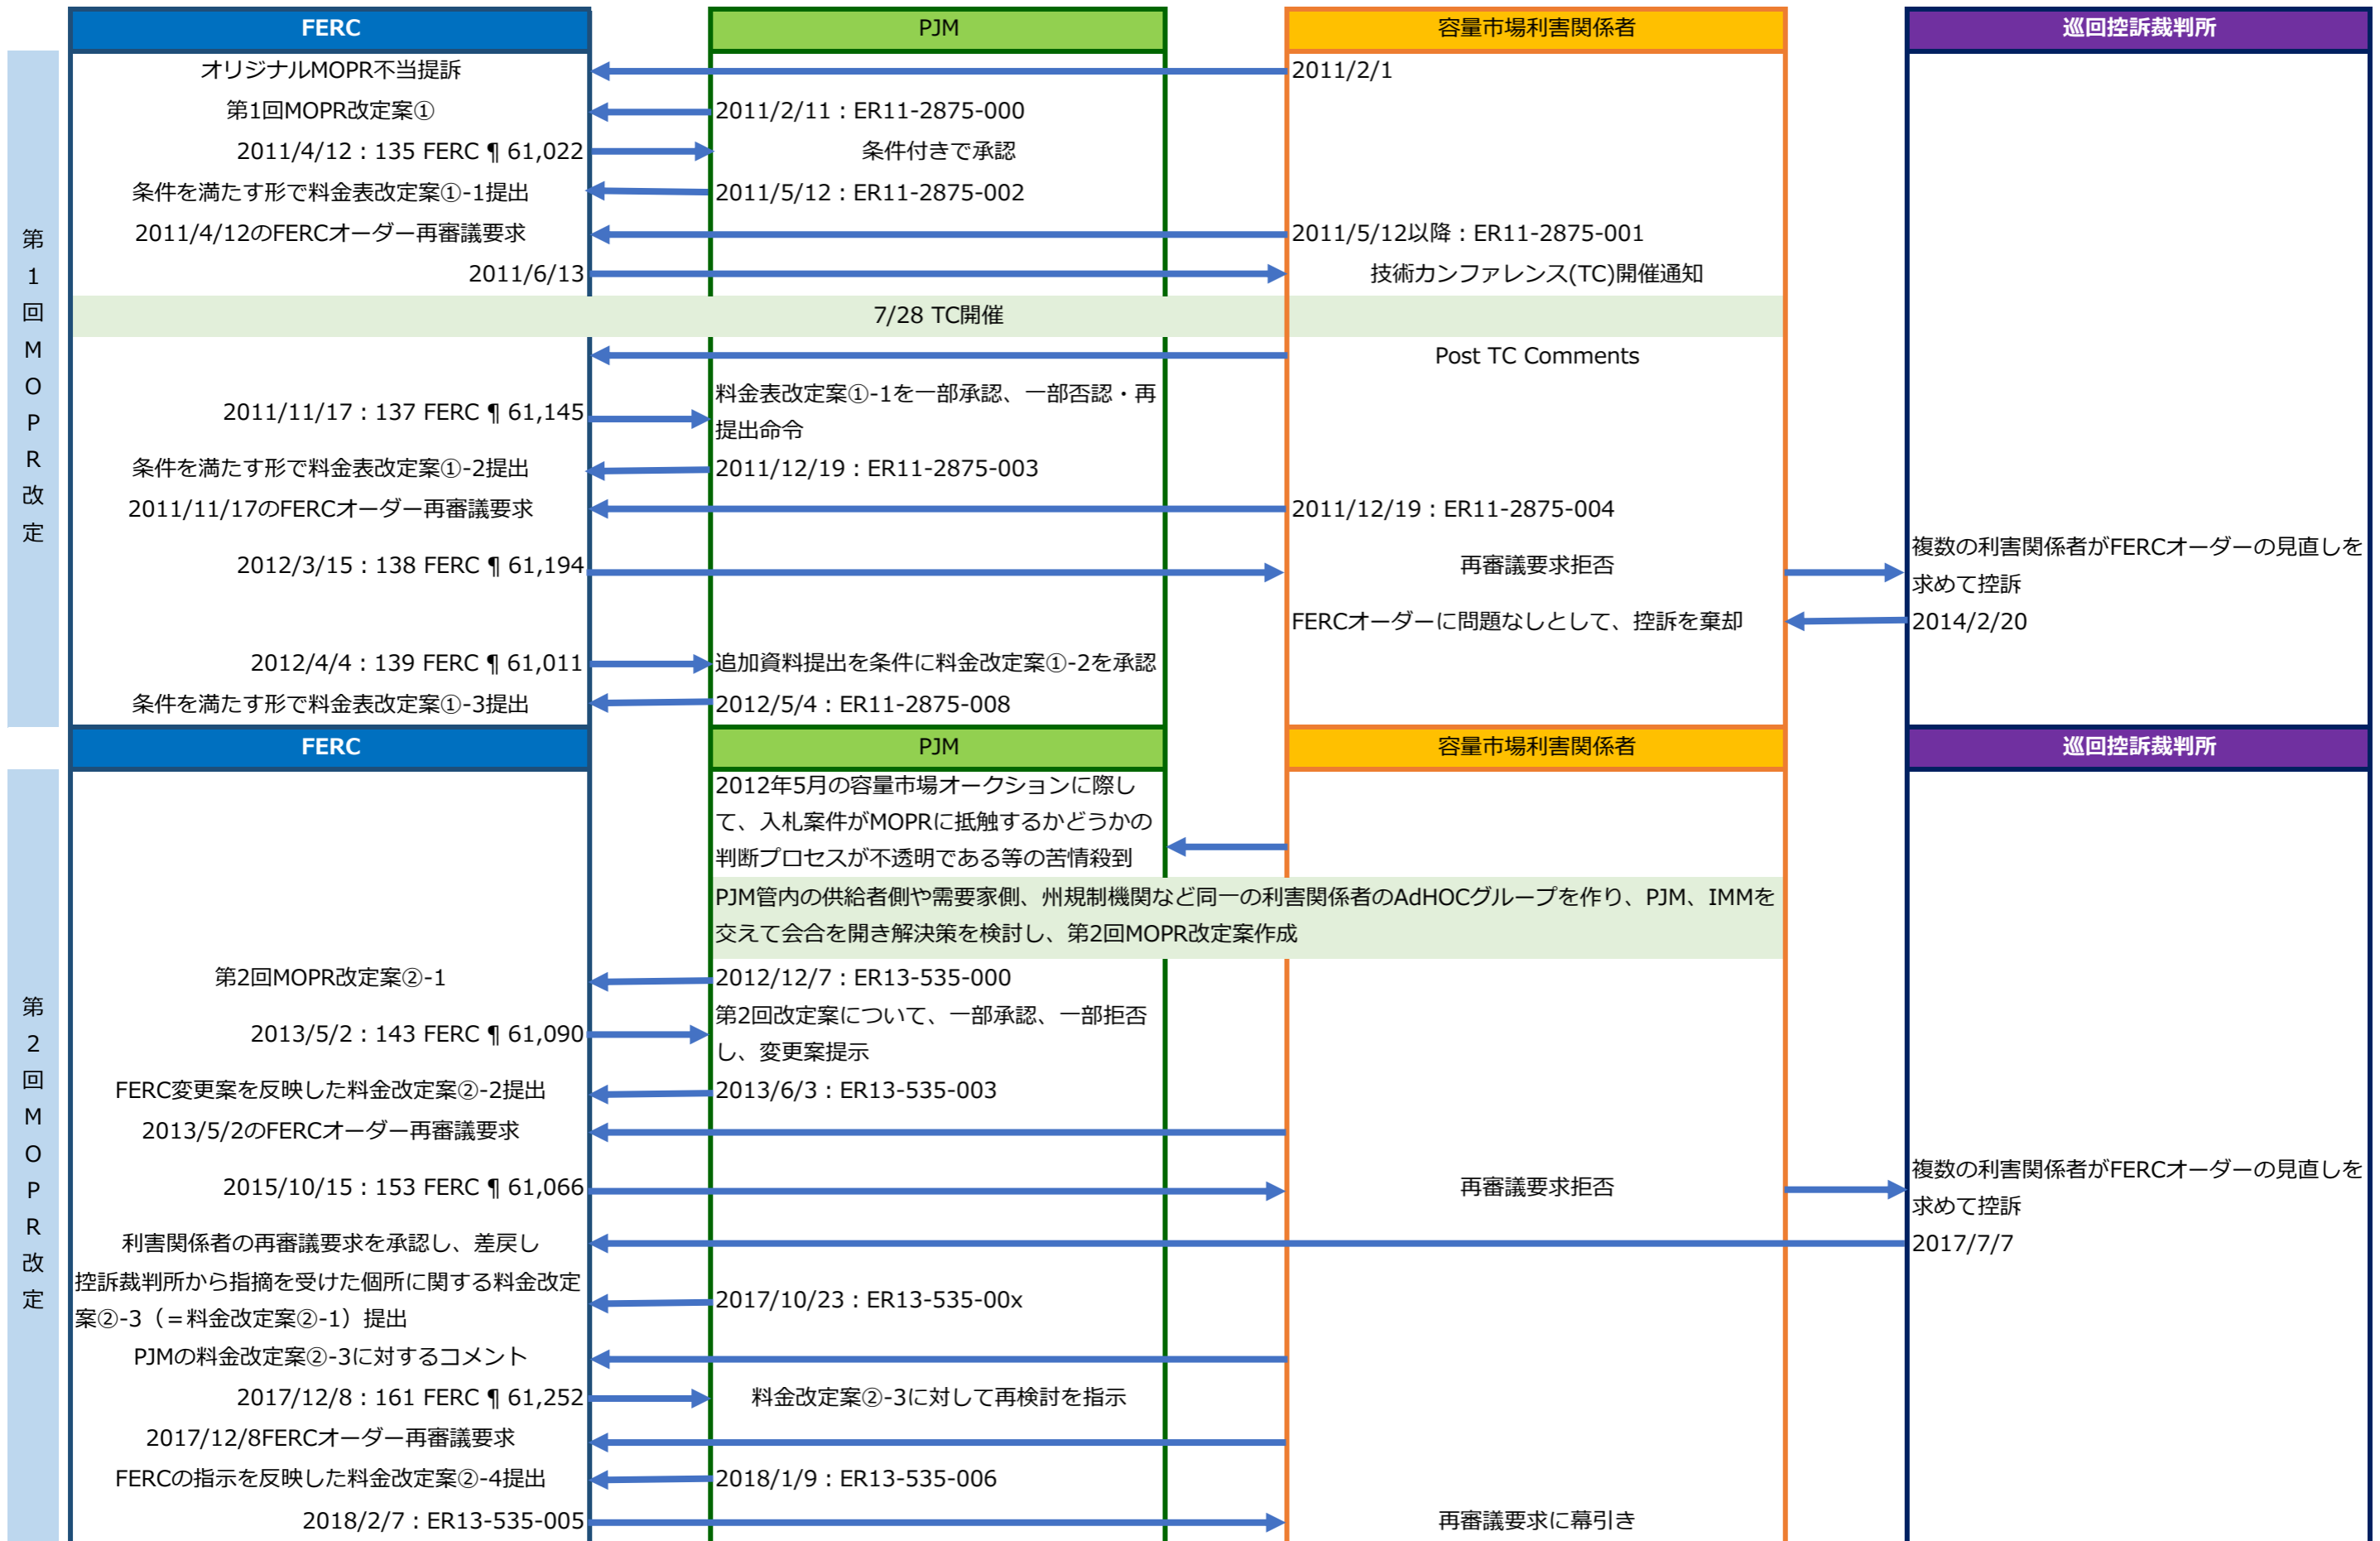 FERC
PJM
容量市場利害関係者
巡回控訴裁判所
第1回MOPR改定
オリジナルMOPR不当提訴
2011/2/1
第1回MOPR改定案①
2011/2/11：ER11-2875-000
2011/4/12：135 FERC ¶ 61,022
条件付きで承認
条件を満たす形で料金表改定案①-1提出
2011/5/12：ER11-2875-002
2011/4/12のFERCオーダー再審議要求
2011/5/12以降：ER11-2875-001
2011/6/13
技術カンファレンス(TC)開催通知
7/28 TC開催
Post TC Comments
2011/11/17：137 FERC ¶ 61,145
料金表改定案①-1を一部承認、一部否認・再
提出命令
条件を満たす形で料金表改定案①-2提出
2011/12/19：ER11-2875-003
2011/11/17のFERCオーダー再審議要求
2011/12/19：ER11-2875-004
2012/3/15：138 FERC ¶ 61,194
再審議要求拒否
複数の利害関係者がFERCオーダーの見直しを
求めて控訴
FERCオーダーに問題なしとして、控訴を棄却
2014/2/20
2012/4/4：139 FERC ¶ 61,011
追加資料提出を条件に料金改定案①-2を承認
条件を満たす形で料金表改定案①-3提出
2012/5/4：ER11-2875-008
FERC
PJM
容量市場利害関係者
巡回控訴裁判所
第2回MOPR改定
2012年5月の容量市場オークションに際し
て、入札案件がMOPRに抵触するかどうかの
判断プロセスが不透明である等の苦情殺到
PJM管内の供給者側や需要家側、州規制機関など同一の利害関係者のAdHOCグループを作り、PJM、IMMを
交えて会合を開き解決策を検討し、第2回MOPR改定案作成
第2回MOPR改定案②-1
2012/12/7：ER13-535-000
2013/5/2：143 FERC ¶ 61,090
第2回改定案について、一部承認、一部拒否
し、変更案提示
FERC変更案を反映した料金改定案②-2提出
2013/6/3：ER13-535-003
2013/5/2のFERCオーダー再審議要求
2015/10/15：153 FERC ¶ 61,066
再審議要求拒否
複数の利害関係者がFERCオーダーの見直しを
求めて控訴
利害関係者の再審議要求を承認し、差戻し
2017/7/7
控訴裁判所から指摘を受けた個所に関する料金改定
案②-3（＝料金改定案②-1）提出
2017/10/23：ER13-535-00x
PJMの料金改定案②-3に対するコメント
2017/12/8：161 FERC ¶ 61,252
料金改定案②-3に対して再検討を指示
2017/12/8FERCオーダー再審議要求
FERCの指示を反映した料金改定案②-4提出
2018/1/9：ER13-535-006
2018/2/7：ER13-535-005
再審議要求に幕引き